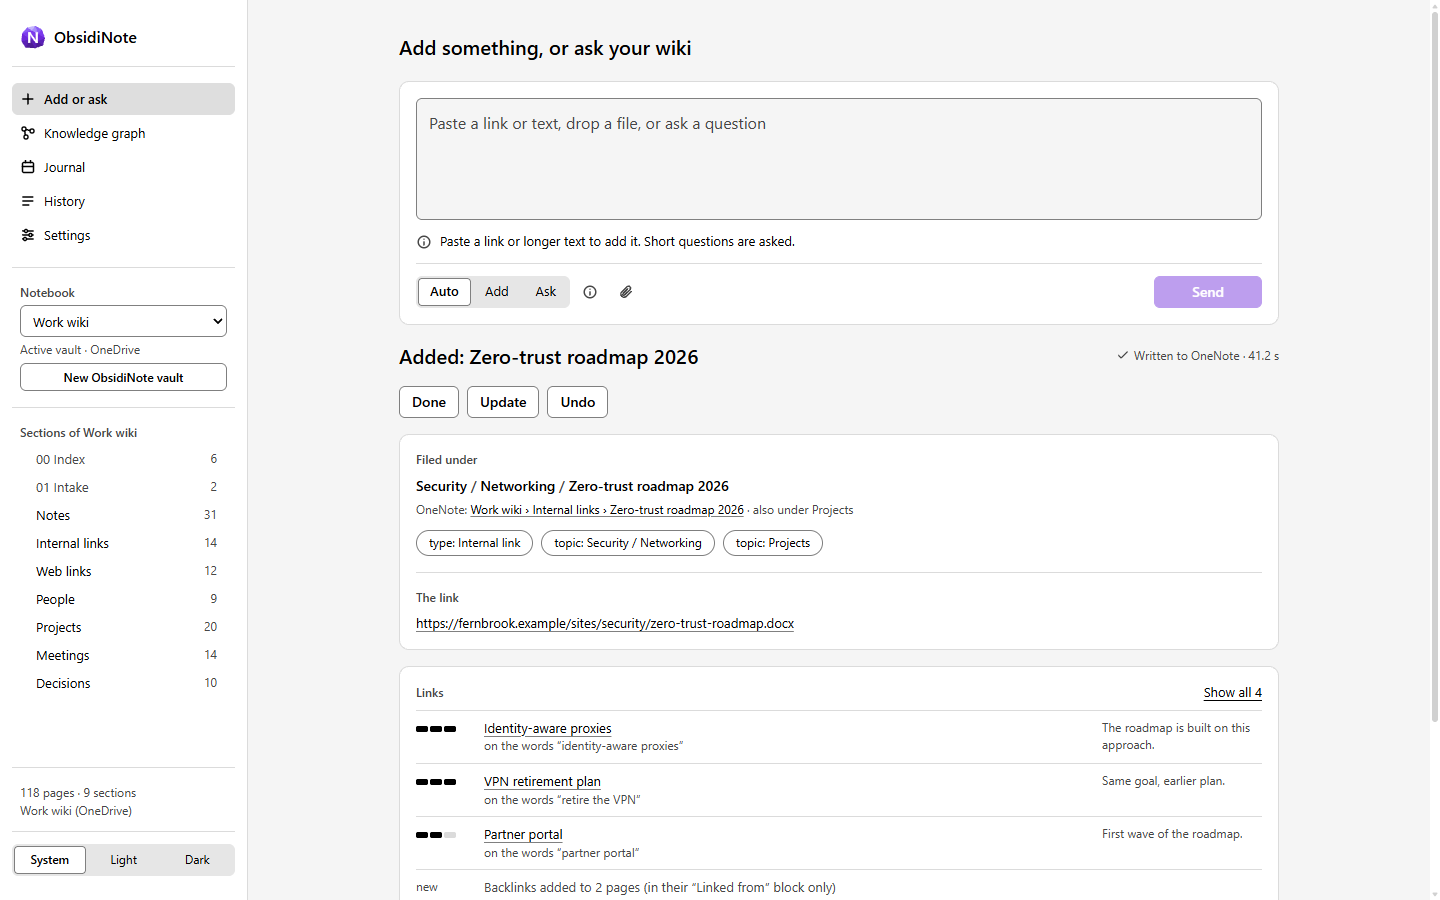 ObsidiNote
Add or ask
Knowledge graph
Journal
History
Settings
Notebook
Work wiki
Active vault · OneDrive
New ObsidiNote vault
Sections of Work wiki
00 Index 6
01 Intake 2
Notes 31
Internal links 14
Web links 12
People 9
Projects 20
Meetings 14
Decisions 10
118 pages · 9 sections
Work wiki (OneDrive)
System Light Dark
Add something, or ask your wiki
Paste a link or text, drop a file, or ask a question
Paste a link or longer text to add it. Short questions are asked.
Auto Add Ask Send
Added: Zero-trust roadmap 2026
Written to OneNote · 41.2 s
Done Update Undo
Filed under
Security / Networking / Zero-trust roadmap 2026
OneNote: Work wiki › Internal links › Zero-trust roadmap 2026 · also under Projects
type: Internal link topic: Security / Networking topic: Projects
The link
https://fernbrook.example/sites/security/zero-trust-roadmap.docx
Links Show all 4
Identity-aware proxies
on the words “identity-aware proxies”
The roadmap is built on this
approach.
VPN retirement plan
on the words “retire the VPN”
Same goal, earlier plan.
Partner portal
on the words “partner portal”
First wave of the roadmap.
new Backlinks added to 2 pages (in their “Linked from” block only)